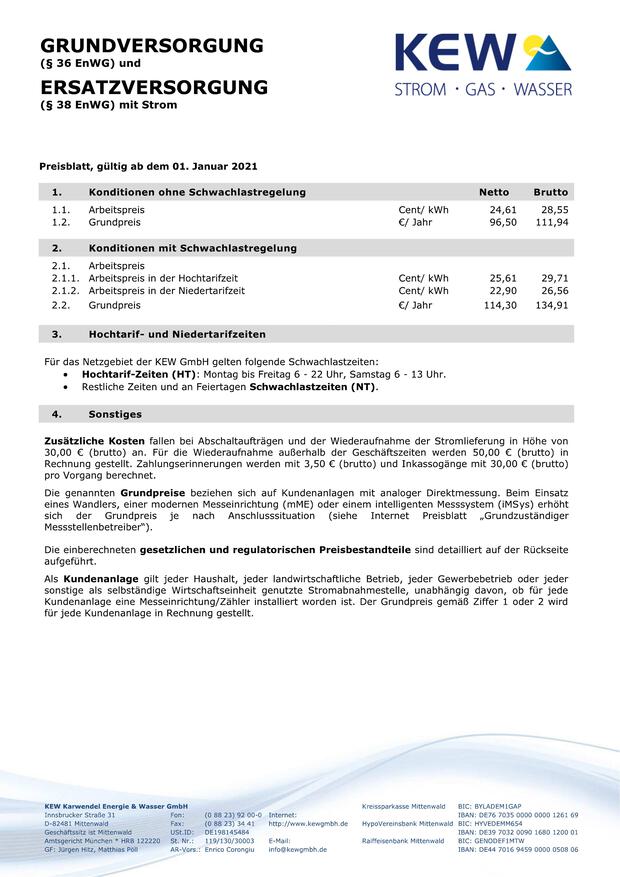 GRUNDVERSORGUNG
(§ 36 EnWG) und
ERSATZVERSORGUNG
(§ 38 EnWG) mit Strom
KEW
STROM · GAS · WASSER
Preisblatt, gültig ab dem 01. Januar 2021
1. Konditionen ohne Schwachlastregelung Netto Brutto
1.1. Arbeitspreis Cent/ kWh 24,61 28,55
1.2. Grundpreis €/ Jahr 96,50 111,94
2. Konditionen mit Schwachlastregelung
2.1. Arbeitspreis
2.1.1. Arbeitspreis in der Hochtarifzeit Cent/ kWh 25,61 29,71
2.1.2. Arbeitspreis in der Niedertarifzeit Cent/ kWh 22,90 26,56
2.2. Grundpreis €/ Jahr 114,30 134,91
3. Hochtarif- und Niedertarifzeiten
Für das Netzgebiet der KEW GmbH gelten folgende Schwachlastzeiten:
• Hochtarif-Zeiten (HT): Montag bis Freitag 6 - 22 Uhr, Samstag 6 - 13 Uhr.
• Restliche Zeiten und an Feiertagen Schwachlastzeiten (NT).
4. Sonstiges
Zusätzliche Kosten fallen bei Abschaltaufträgen und der Wiederaufnahme der Stromlieferung in Höhe von
30,00 € (brutto) an. Für die Wiederaufnahme außerhalb der Geschäftszeiten werden 50,00 € (brutto) in
Rechnung gestellt. Zahlungserinnerungen werden mit 3,50 € (brutto) und Inkassogänge mit 30,00 € (brutto)
pro Vorgang berechnet.
Die genannten Grundpreise beziehen sich auf Kundenanlagen mit analoger Direktmessung. Beim Einsatz
eines Wandlers, einer modernen Messeinrichtung (mME) oder einem intelligenten Messsystem (iMSys) erhöht
sich der Grundpreis je nach Anschlusssituation (siehe Internet Preisblatt „Grundzuständiger
Messstellenbetreiber“).
Die einberechneten gesetzlichen und regulatorischen Preisbestandteile sind detailliert auf der Rückseite
aufgeführt.
Als Kundenanlage gilt jeder Haushalt, jeder landwirtschaftliche Betrieb, jeder Gewerbebetrieb oder jeder
sonstige als selbständige Wirtschaftseinheit genutzte Stromabnahmestelle, unabhängig davon, ob für jede
Kundenanlage eine Messeinrichtung/Zähler installiert worden ist. Der Grundpreis gemäß Ziffer 1 oder 2 wird
für jede Kundenanlage in Rechnung gestellt.
KEW Karwendel Energie & Wasser GmbH Kreissparkasse Mittenwald BIC: BYLADEM1GAP
Innsbrucker Straße 31 Fon: (0 88 23) 92 00-0 Internet: IBAN: DE76 7035 0000 0000 1261 69
D-82481 Mittenwald Fax: (0 88 23) 34 41 http://www.kewgmbh.de HypoVereinsbank Mittenwald BIC: HYVEDEMM654
Geschäftssitz ist Mittenwald USt.ID: DE198145484 IBAN: DE39 7032 0090 1680 1200 01
Amtsgericht München * HRB 122220 St. Nr.: 119/130/30003 E-Mail: Raiffeisenbank Mittenwald BIC: GENODEF1MTW
GF: Jürgen Hitz, Matthias Pöll AR-Vors.: Enrico Corongiu info@kewgmbh.de IBAN: DE44 7016 9459 0000 0508 06